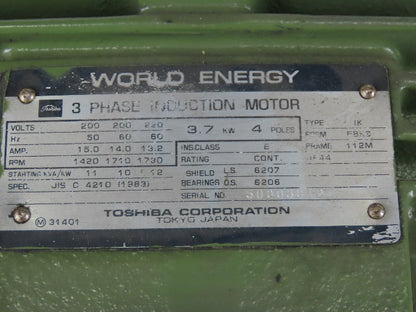 WORLD ENERGY
Toshiba 3 PHASE INDUCTION MOTOR
VOLTS 200 200 220
Hz 50 60 60
AMP. 15.0 14.0 13.2
RPM 1420 1710 1730
STARTING kVA/kW 11 10 12
SPEC. JIS C 4210 (1983)
3.7 kW 4 POLES
INS.CLASS E
RATING CONT.
SHIELD L.S. 6207
BEARINGS O.S. 6206
SERIAL NO.
TYPE IK
FORM
FRAME 112M
M 31401
TOSHIBA CORPORATION
TOKYO JAPAN